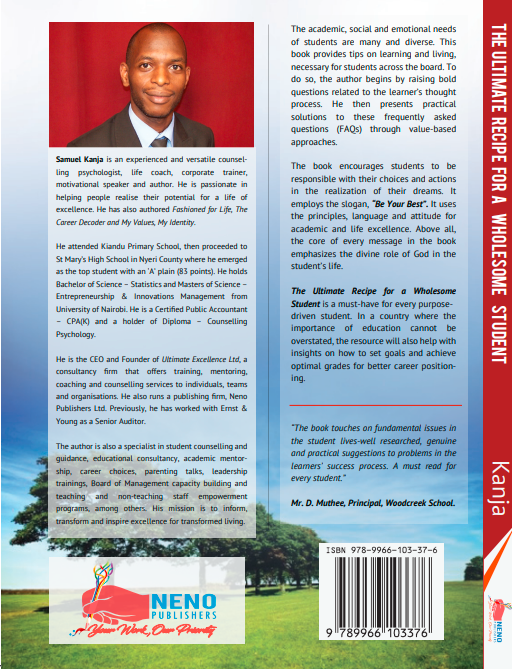 Samuel Kanja is an experienced and versatile counsel-
ling psychologist, life coach, corporate trainer,
motivational speaker and author. He is passionate in
helping people realise their potential for a life of
excellence. He has also authored Fashioned for Life, The
Career Decoder and My Values, My Identity.
He attended Kiandu Primary School, then proceeded to
St Mary's High School in Nyeri County where he emerged
as the top student with an 'A' plain (83 points). He holds
Bachelor of Science – Statistics and Masters of Science –
Entrepreneurship & Innovations Management from
University of Nairobi. He is a Certified Public Accountant
– CPA(K) and a holder of Diploma – Counselling
Psychology.
He is the CEO and Founder of Ultimate Excellence Ltd, a
consultancy firm that offers training, mentoring,
coaching and counselling services to individuals, teams
and organisations. He also runs a publishing firm, Neno
Publishers Ltd. Previously, he has worked with Ernst &
Young as a Senior Auditor.
The author is also a specialist in student counselling and
guidance, educational consultancy, academic mentor-
ship, career choices, parenting talks, leadership
trainings, Board of Management capacity building and
teaching and non-teaching staff empowerment
programs, among others. His mission is to inform,
transform and inspire excellence for transformed living.
NENO
PUBLISHERS
Your Work, Our Priority
The academic, social and emotional needs
of students are many and diverse. This
book provides tips on learning and living,
necessary for students across the board. To
do so, the author begins by raising bold
questions related to the learner's thought
process. He then presents practical
solutions to these frequently asked
questions (FAQs) through value-based
approaches.
The book encourages students to be
responsible with their choices and actions
in the realization of their dreams. It
employs the slogan, "Be Your Best". It uses
the principles, language and attitude for
academic and life excellence. Above all,
the core of every message in the book
emphasizes the divine role of God in the
student's life.
The Ultimate Recipe for a Wholesome
Student is a must-have for every purpose-
driven student. In a country where the
importance of education cannot be
overstated, the resource will also help with
insights on how to set goals and achieve
optimal grades for better career position-
ing.
"The book touches on fundamental issues in
the student lives-well researched, genuine
and practical suggestions to problems in the
learners' success process. A must read for
every student."
Mr. D. Muthee, Principal, Woodcreek School.
ISBN 978-9966-103-37-6
9 789966 103376
THE ULTIMATE RECIPE FOR A WHOLESOME STUDENT
Kanja
NENO